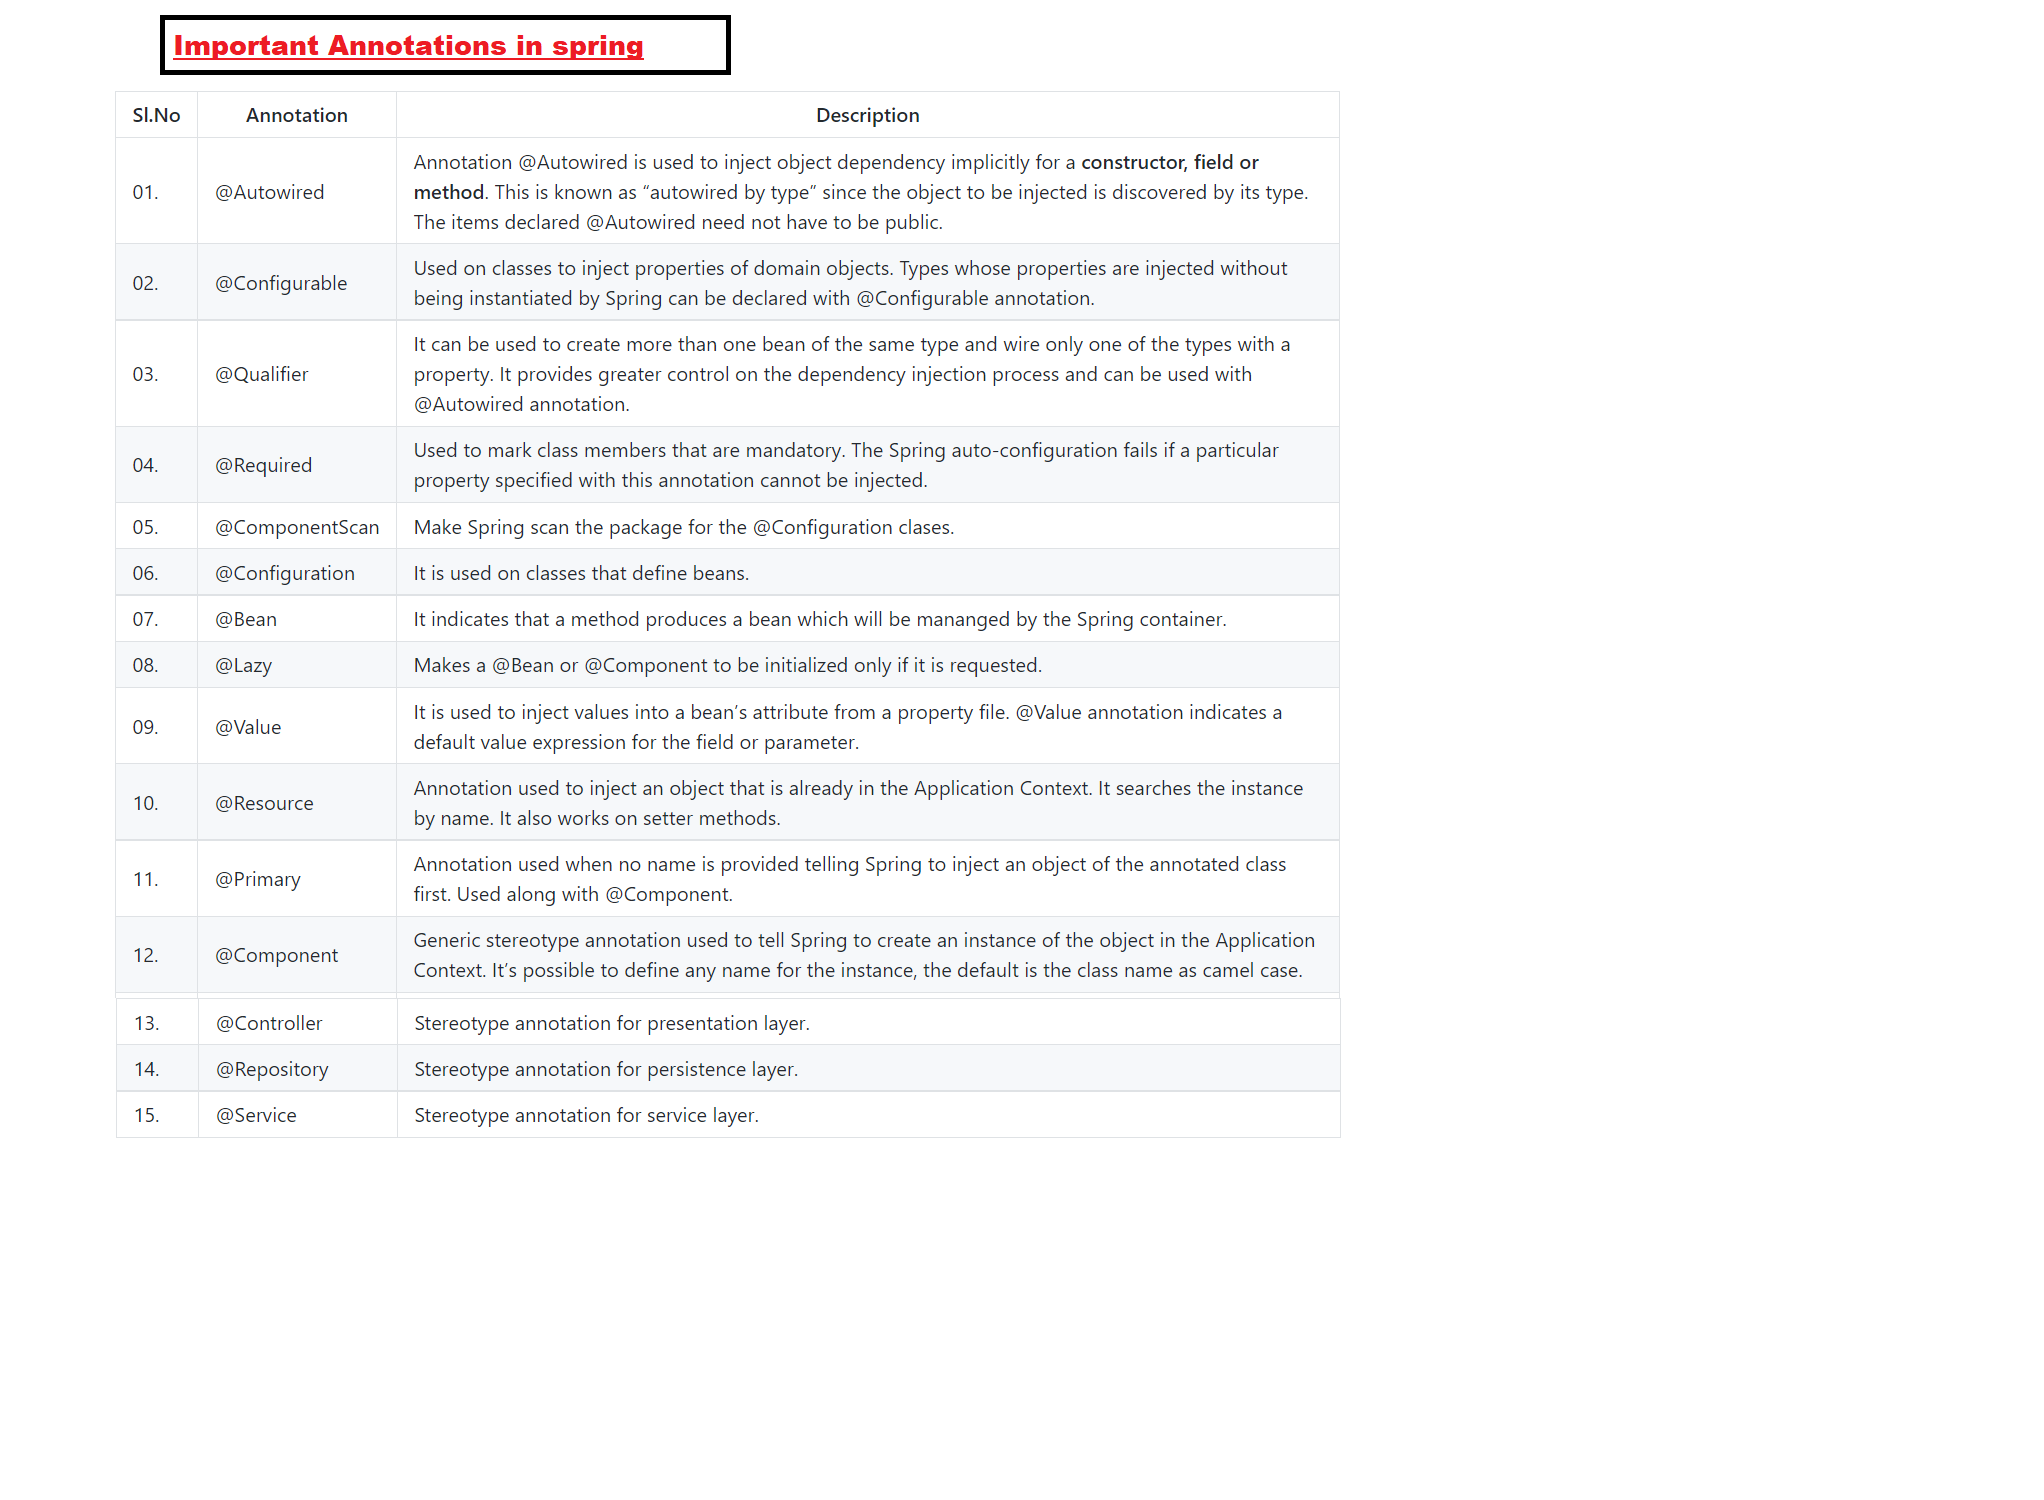 Important Annotations in spring
Sl.No Annotation Description
01. @Autowired Annotation @Autowired is used to inject object dependency implicitly for a constructor, field or
method. This is known as “autowired by type” since the object to be injected is discovered by its type.
The items declared @Autowired need not have to be public.
02. @Configurable Used on classes to inject properties of domain objects. Types whose properties are injected without
being instantiated by Spring can be declared with @Configurable annotation.
03. @Qualifier It can be used to create more than one bean of the same type and wire only one of the types with a
property. It provides greater control on the dependency injection process and can be used with
@Autowired annotation.
04. @Required Used to mark class members that are mandatory. The Spring auto-configuration fails if a particular
property specified with this annotation cannot be injected.
05. @ComponentScan Make Spring scan the package for the @Configuration clases.
06. @Configuration It is used on classes that define beans.
07. @Bean It indicates that a method produces a bean which will be mananged by the Spring container.
08. @Lazy Makes a @Bean or @Component to be initialized only if it is requested.
09. @Value It is used to inject values into a bean’s attribute from a property file. @Value annotation indicates a
default value expression for the field or parameter.
10. @Resource Annotation used to inject an object that is already in the Application Context. It searches the instance
by name. It also works on setter methods.
11. @Primary Annotation used when no name is provided telling Spring to inject an object of the annotated class
first. Used along with @Component.
12. @Component Generic stereotype annotation used to tell Spring to create an instance of the object in the Application
Context. It’s possible to define any name for the instance, the default is the class name as camel case.
13. @Controller Stereotype annotation for presentation layer.
14. @Repository Stereotype annotation for persistence layer.
15. @Service Stereotype annotation for service layer.